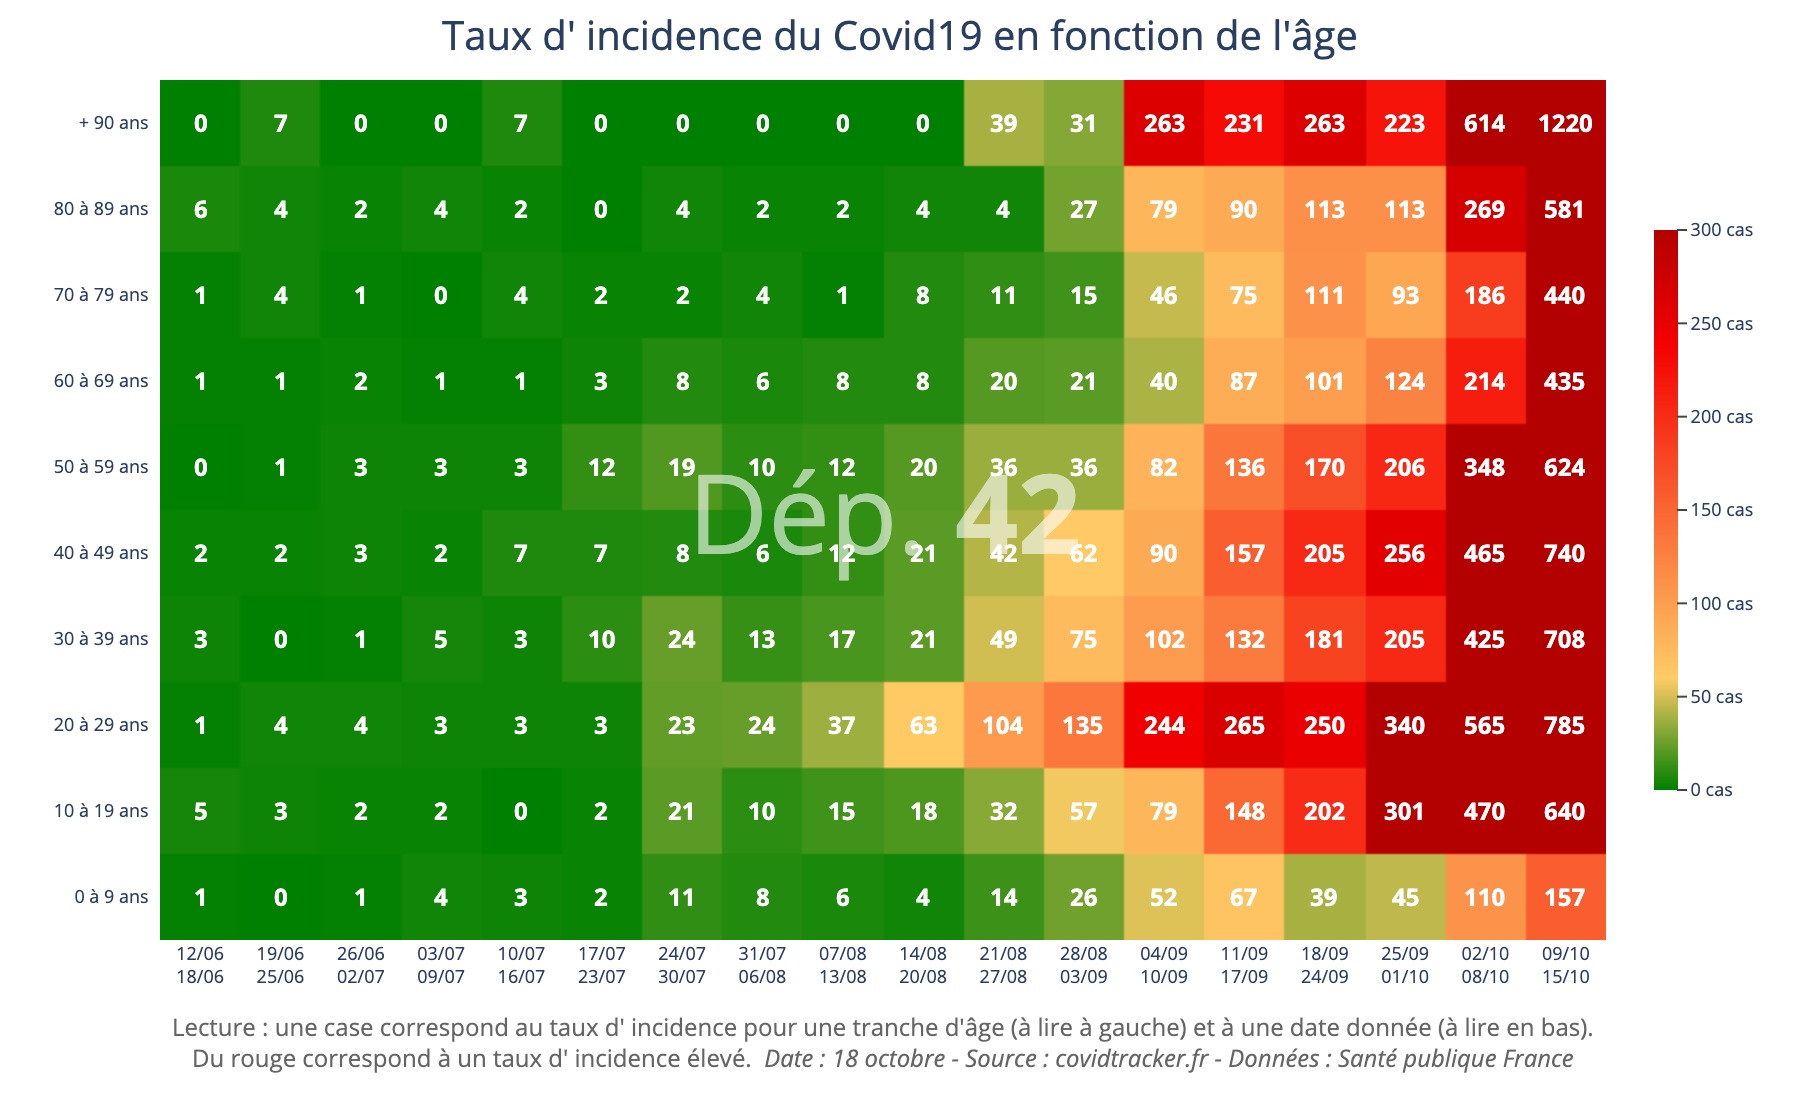 Taux d' incidence du Covid19 en fonction de l'âge
+ 90 ans 0 7 0 0 7 0 0 0 0 0 39 31 263 231 263 223 614 1220
80 à 89 ans 6 4 2 4 2 0 4 2 2 4 4 27 79 90 113 113 269 581
70 à 79 ans 1 4 1 0 4 2 2 4 1 8 11 15 46 75 111 93 186 440
60 à 69 ans 1 1 2 1 1 3 8 6 8 8 20 21 40 87 101 124 214 435
50 à 59 ans 0 1 3 3 3 12 19 10 12 20 36 36 82 136 170 206 348 624
Dép. 42
40 à 49 ans 2 2 3 2 7 7 8 6 12 21 42 62 90 157 205 256 465 740
30 à 39 ans 3 0 1 5 3 10 24 13 17 21 49 75 102 132 181 205 425 708
20 à 29 ans 1 4 4 3 3 3 23 24 37 63 104 135 244 265 250 340 565 785
10 à 19 ans 5 3 2 2 0 2 21 10 15 18 32 57 79 148 202 301 470 640
0 à 9 ans 1 0 1 4 3 2 11 8 6 4 14 26 52 67 39 45 110 157
12/06 19/06 26/06 03/07 10/07 17/07 24/07 31/07 07/08 14/08 21/08 28/08 04/09 11/09 18/09 25/09 02/10 09/10
18/06 25/06 02/07 09/07 16/07 23/07 30/07 06/08 13/08 20/08 27/08 03/09 10/09 17/09 24/09 01/10 08/10 15/10
300 cas
250 cas
200 cas
150 cas
100 cas
50 cas
0 cas
Lecture : une case correspond au taux d' incidence pour une tranche d'âge (à lire à gauche) et à une date donnée (à lire en bas).
Du rouge correspond à un taux d' incidence élevé. Date : 18 octobre - Source : covidtracker.fr - Données : Santé publique France